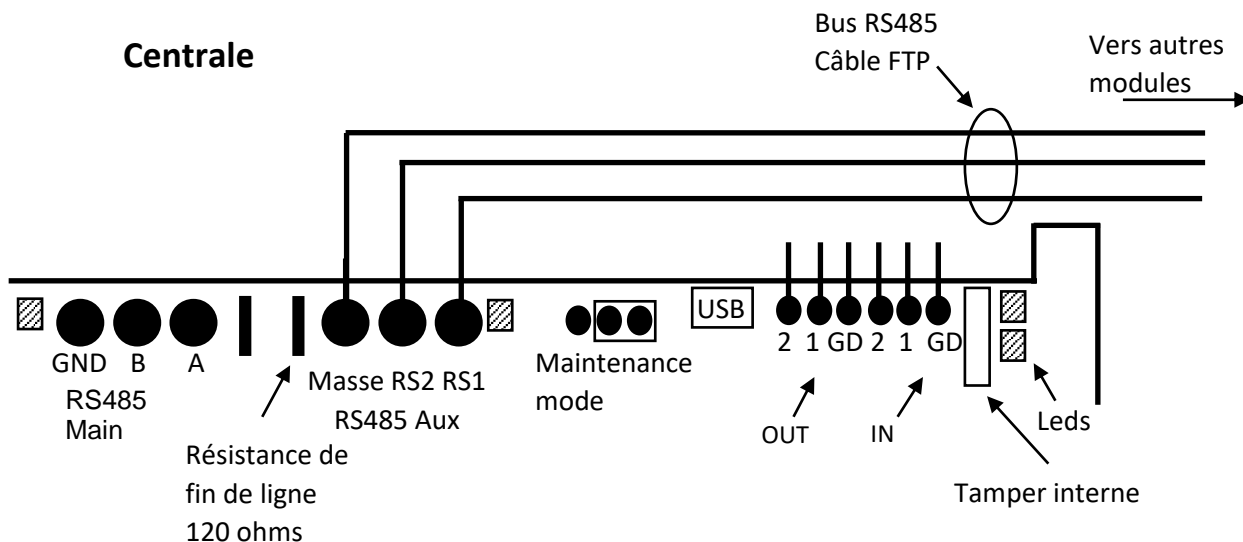 Centrale
Bus RS485
Câble FTP
Vers autres
modules
USB
2 1 GD 2 1 GD
GND B A
Masse RS2 RS1
RS485 Aux
RS485
Main
Maintenance
mode
OUT
IN
Leds
Résistance de
fin de ligne
120 ohms
Tamper interne